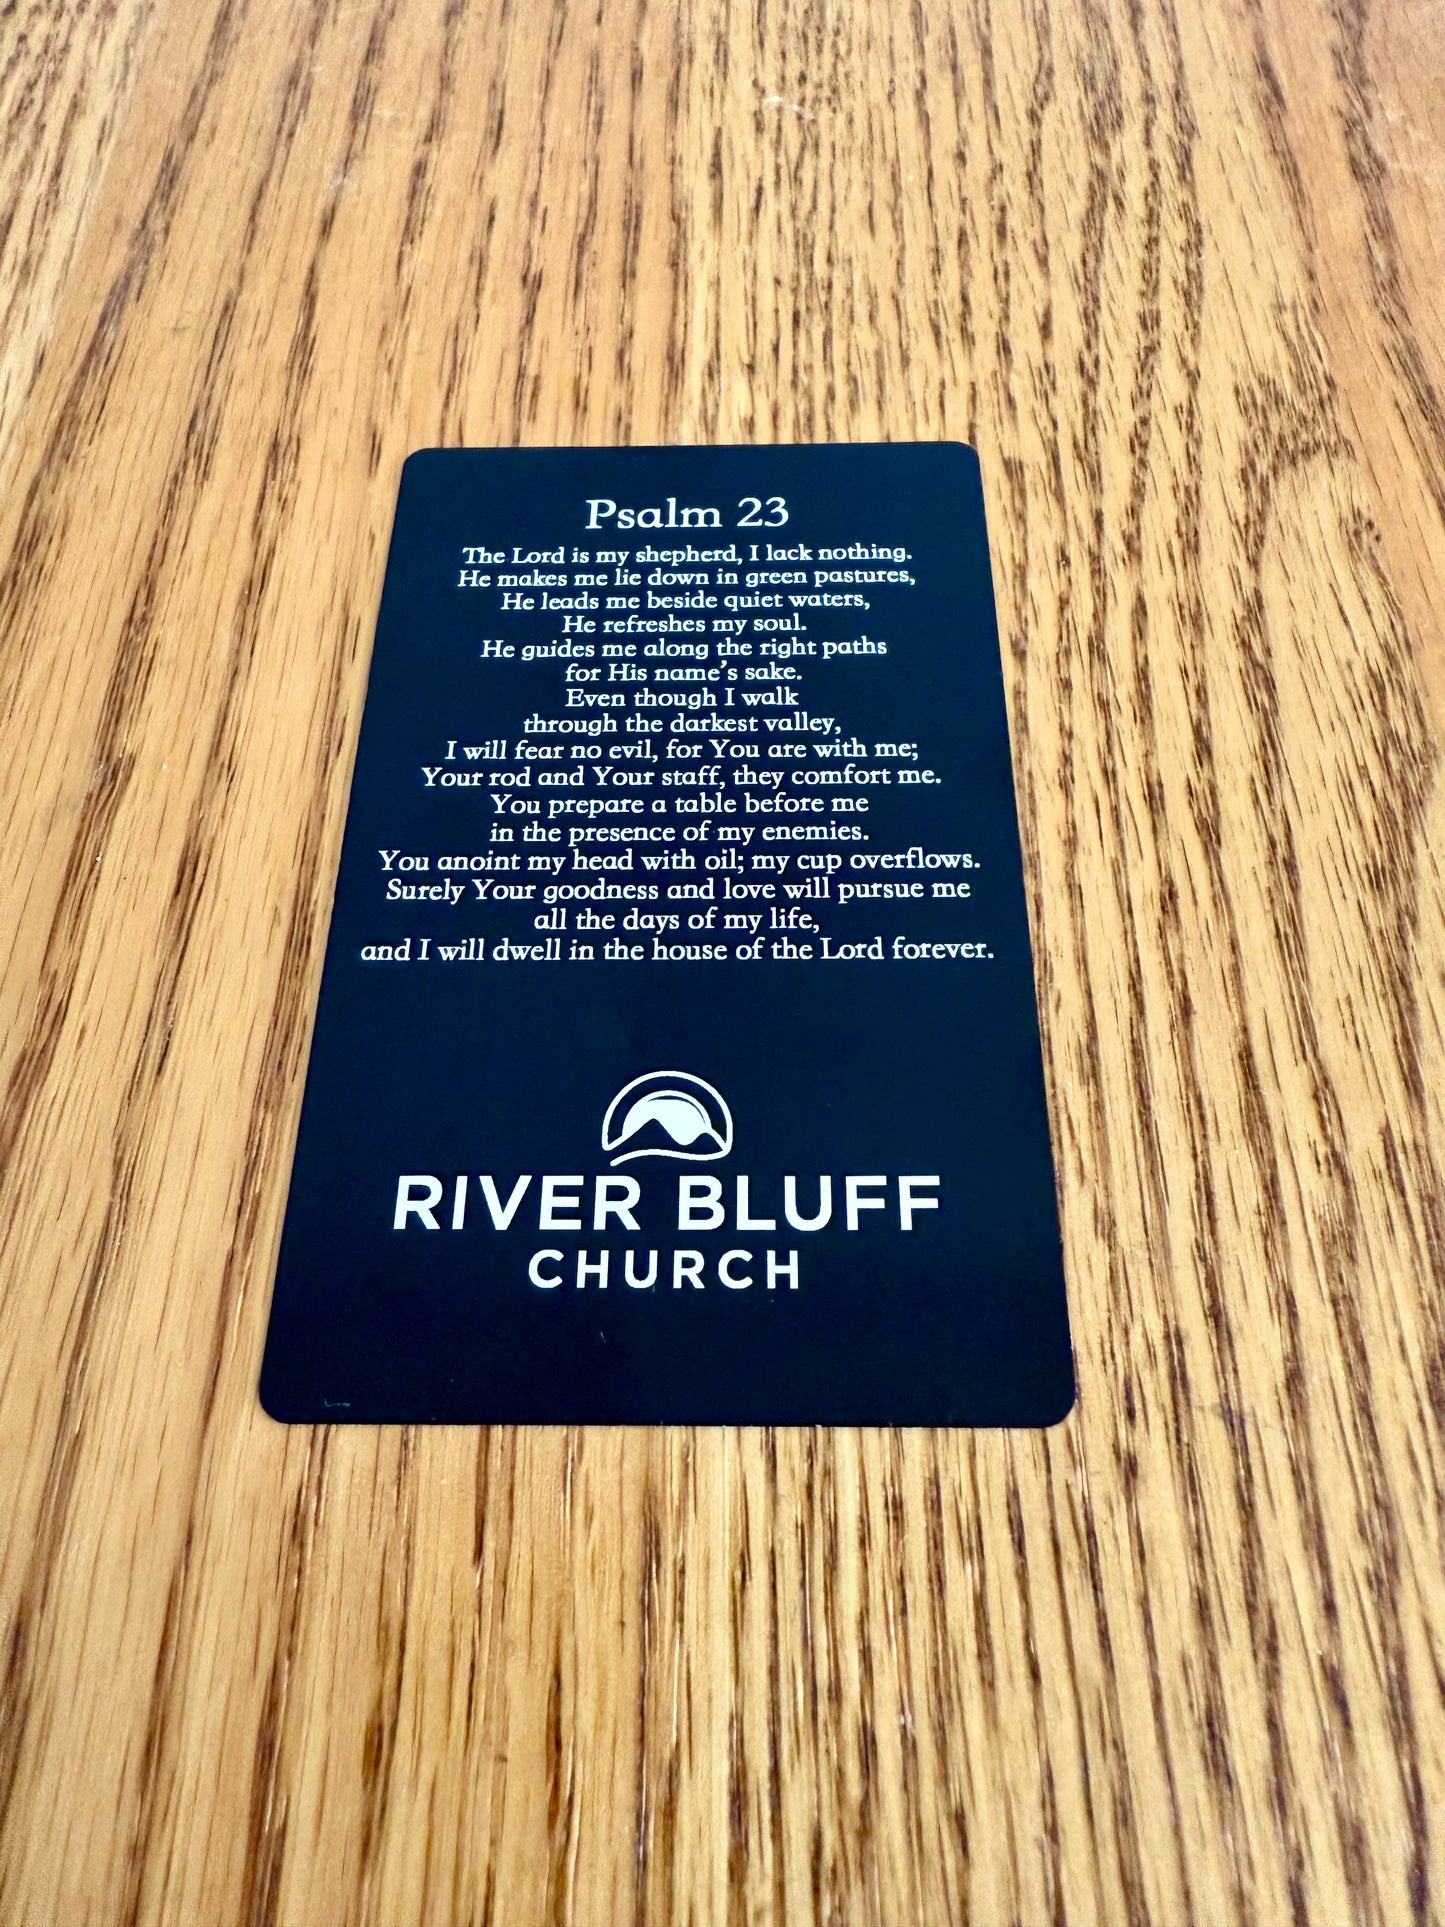 Psalm 23
The Lord is my shepherd, I lack nothing.
He makes me lie down in green pastures,
He leads me beside quiet waters,
He refreshes my soul.
He guides me along the right paths
for His name's sake.
Even though I walk
through the darkest valley,
I will fear no evil, for You are with me;
Your rod and Your staff, they comfort me.
You prepare a table before me
in the presence of my enemies.
You anoint my head with oil; my cup overflows.
Surely Your goodness and love will pursue me
all the days of my life,
and I will dwell in the house of the Lord forever.
RIVER BLUFF
CHURCH